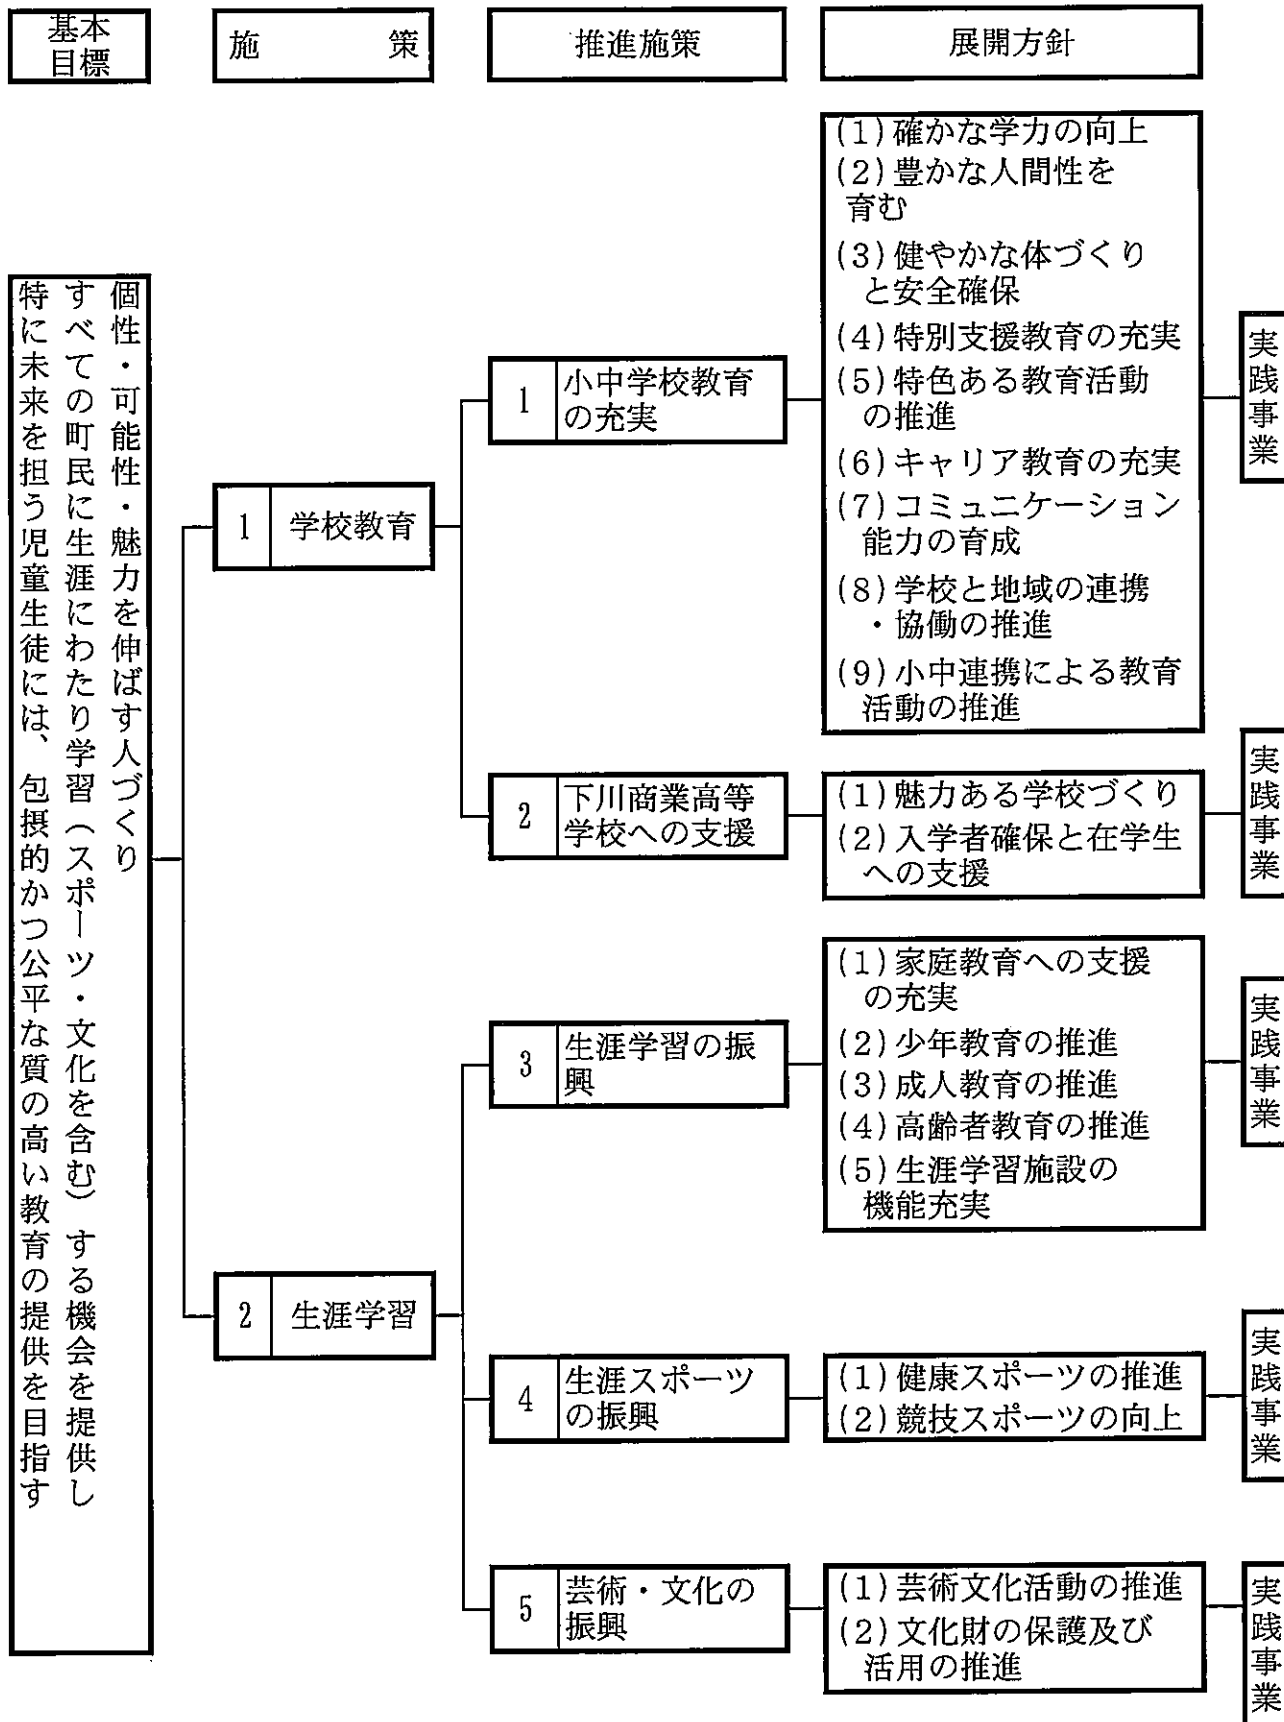 基本
目標
施　　策
推進施策
展開方針
個性・可能性・魅力を伸ばす人づくり
すべての町民に生涯にわたり学習（スポーツ・文化を含む）する機会を提供し
特に未来を担う児童生徒には、包摂的かつ公平な質の高い教育の提供を目指す
1 学校教育
1 小中学校教育
の充実
(1)確かな学力の向上
(2)豊かな人間性を
育む
(3)健やかな体づくり
と安全確保
(4)特別支援教育の充実
(5)特色ある教育活動
の推進
(6)キャリア教育の充実
(7)コミュニケーション
能力の育成
(8)学校と地域の連携
・協働の推進
(9)小中連携による教育
活動の推進
実践事業
2 下川商業高等
学校への支援
(1)魅力ある学校づくり
(2)入学者確保と在学生
への支援
実践事業
2 生涯学習
3 生涯学習の振
興
(1)家庭教育への支援
の充実
(2)少年教育の推進
(3)成人教育の推進
(4)高齢者教育の推進
(5)生涯学習施設の
機能充実
実践事業
4 生涯スポーツ
の振興
(1)健康スポーツの推進
(2)競技スポーツの向上
実践事業
5 芸術・文化の
振興
(1)芸術文化活動の推進
(2)文化財の保護及び
活用の推進
実践事業